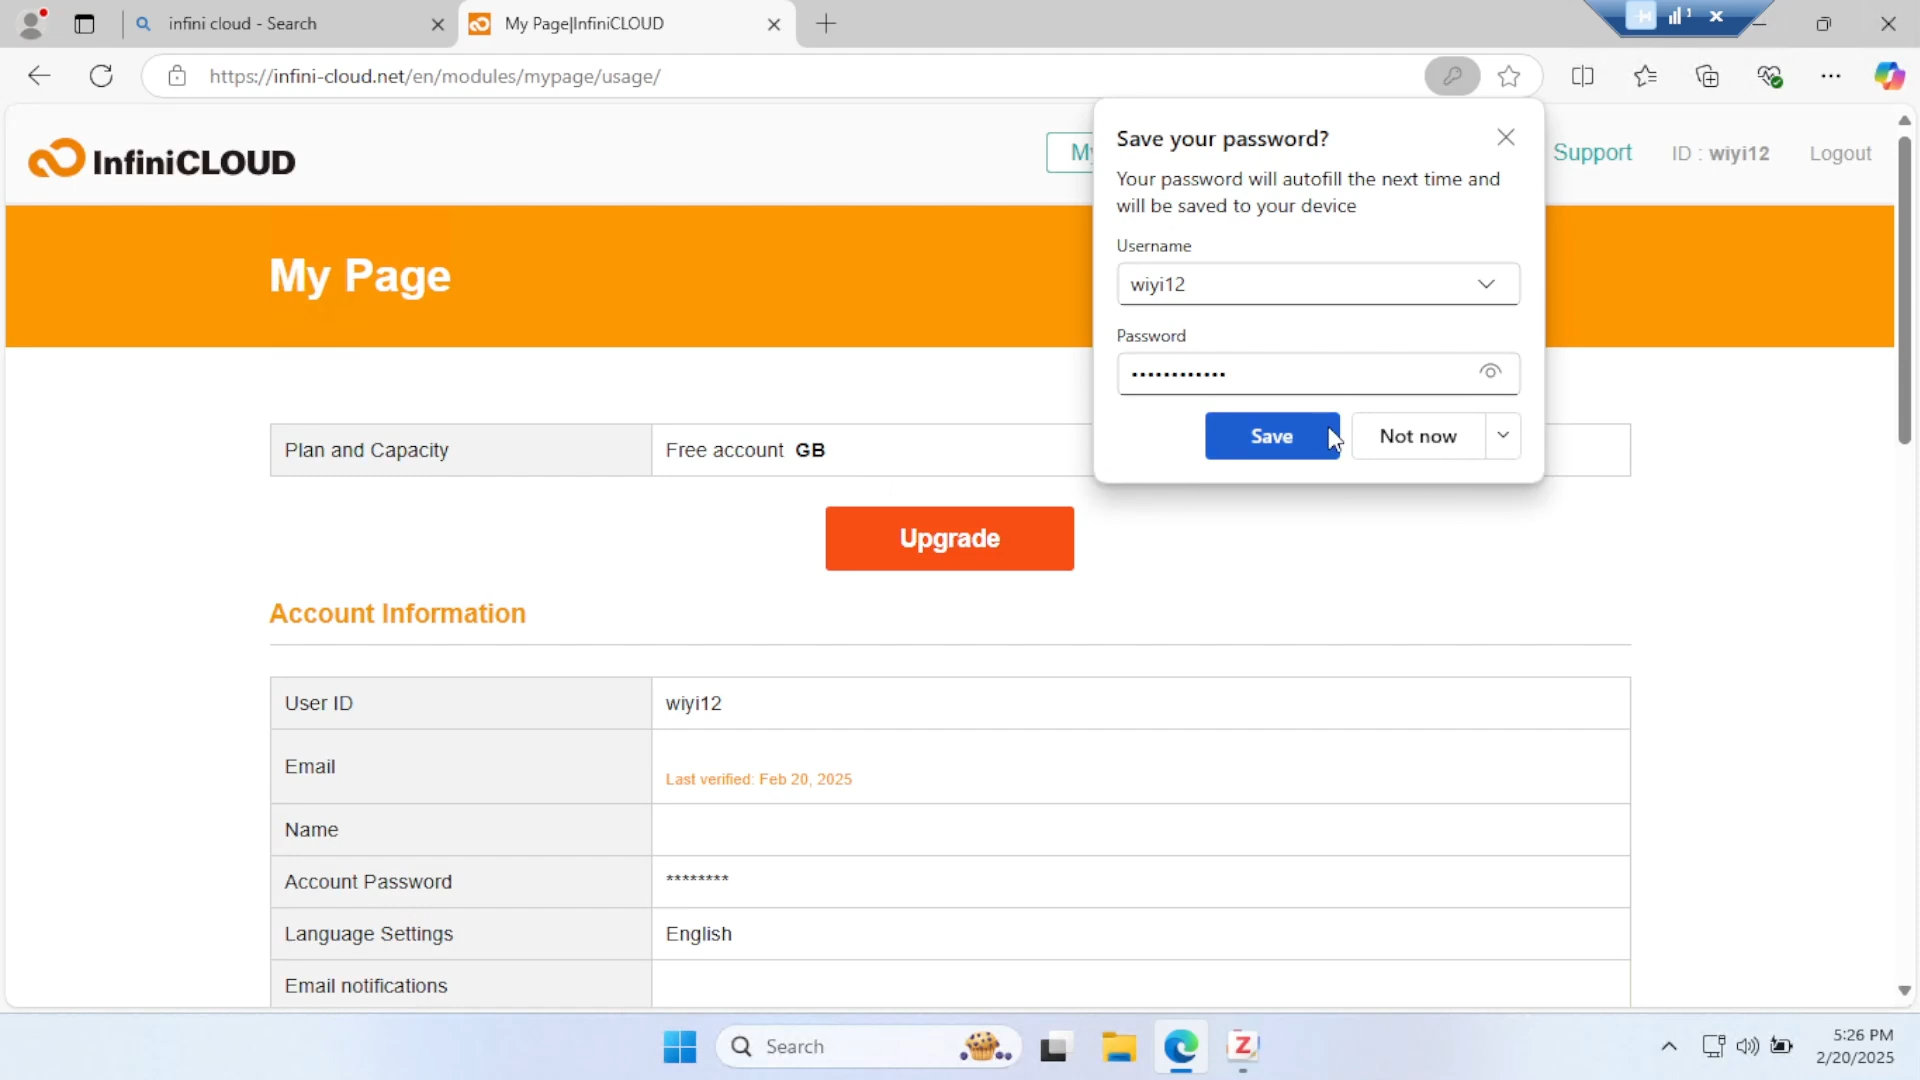 infini cloud - Search
My Page|InfiniCLOUD
https://infini-cloud.net/en/modules/mypage/usage/
InfiniCLOUD
My
Support
ID : wiyi12
Logout
Save your password?
Your password will autofill the next time and
will be saved to your device
Username
wiyi12
Password
••••••••••••
Save
Not now
My Page
Plan and Capacity
Free account GB
Upgrade
Account Information
User ID
wiyi12
Email
Last verified: Feb 20, 2025
Name
Account Password
********
Language Settings
English
Email notifications
Search
Z
5:26 PM
2/20/2025